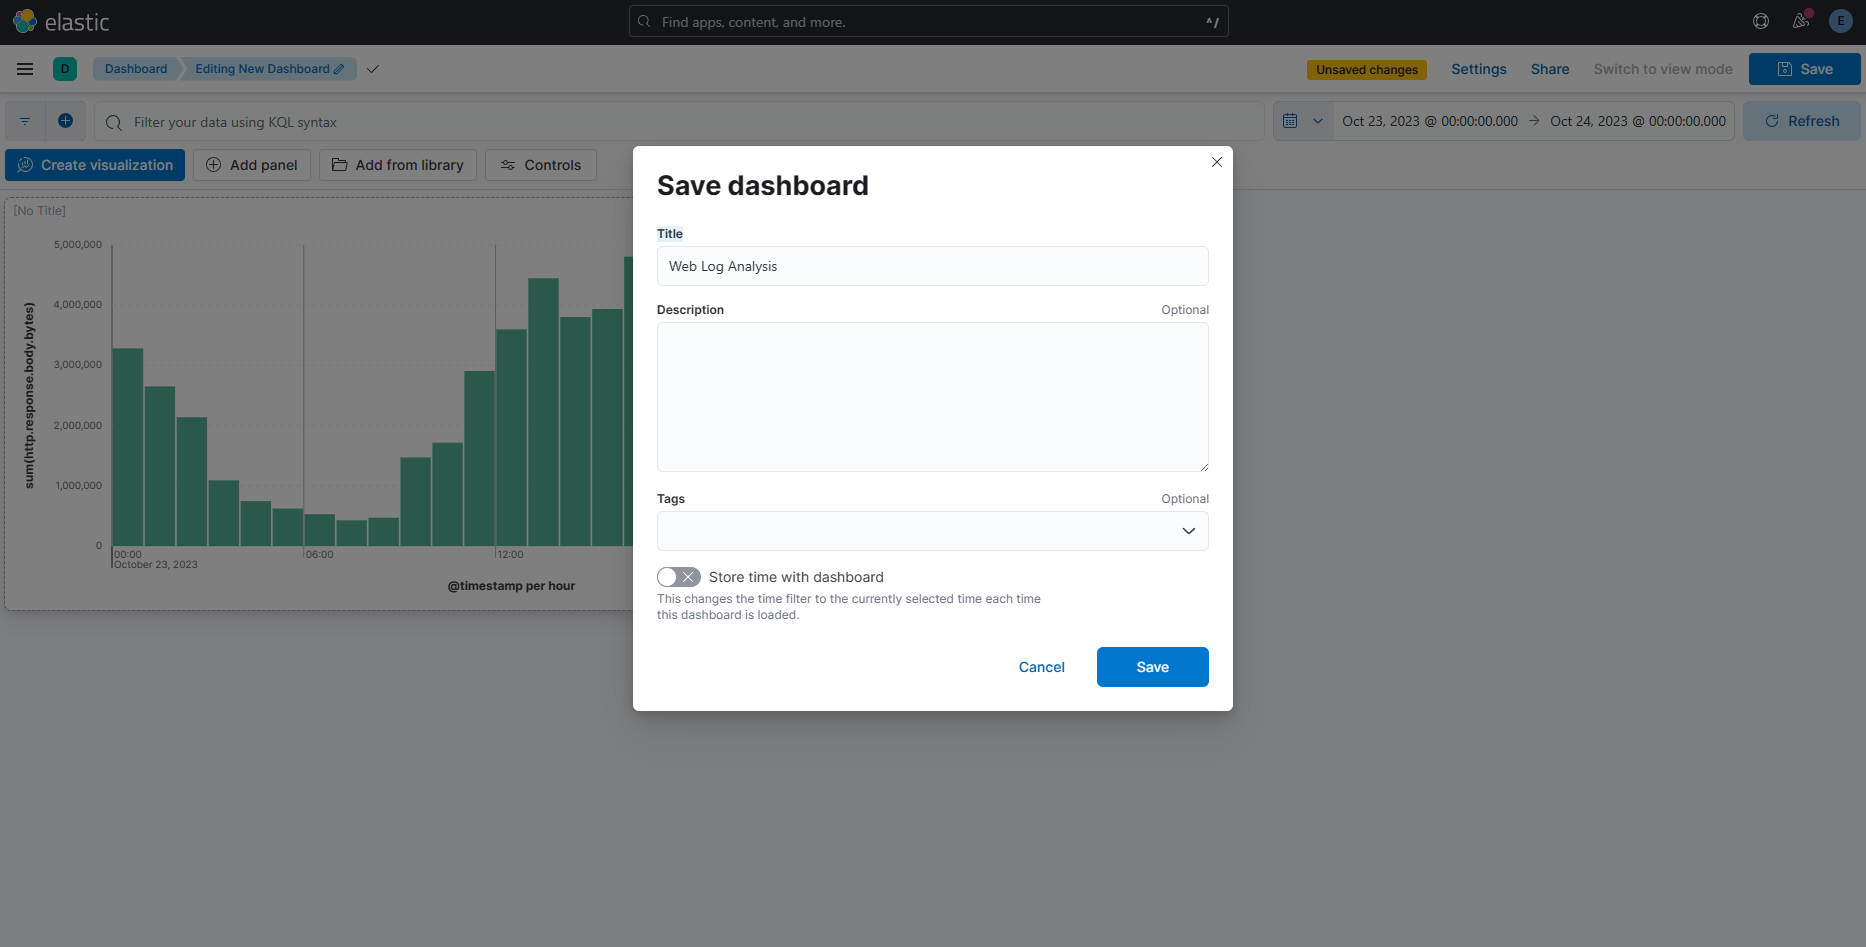 elastic
Find apps, content, and more.
^/
E
D
Dashboard
Editing New Dashboard
Unsaved changes
Settings
Share
Switch to view mode
Save
Filter your data using KQL syntax
Oct 23, 2023 @ 00:00:00.000 → Oct 24, 2023 @ 00:00:00.000
Refresh
Create visualization
Add panel
Add from library
Controls
[No Title]
sum(http.response.body.bytes)
5,000,000
4,000,000
3,000,000
2,000,000
1,000,000
0
00:00
06:00
12:00
October 23, 2023
@timestamp per hour
Save dashboard
Title
Web Log Analysis
Description
Optional
Tags
Optional
Store time with dashboard
This changes the time filter to the currently selected time each time
this dashboard is loaded.
Cancel
Save